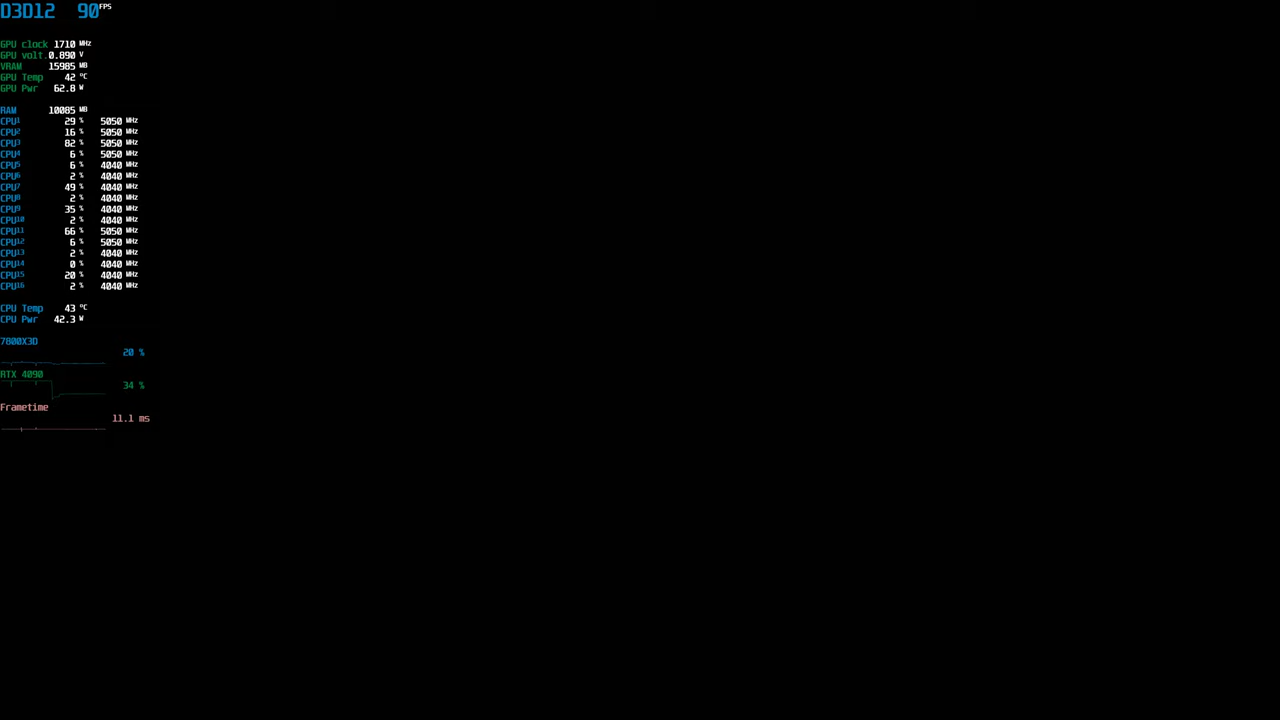 D3D12 90 FPS
GPU clock 1710 MHz
GPU volt. 0.890 V
VRAM 15985 MB
GPU Temp 42 °C
GPU Pwr 62.8 W
RAM 10085 MB
CPU1 29 % 5050 MHz
CPU2 16 % 5050 MHz
CPU3 82 % 5050 MHz
CPU4 6 % 5050 MHz
CPU5 6 % 4040 MHz
CPU6 2 % 4040 MHz
CPU7 49 % 4040 MHz
CPU8 2 % 4040 MHz
CPU9 35 % 4040 MHz
CPU10 2 % 4040 MHz
CPU11 66 % 5050 MHz
CPU12 6 % 5050 MHz
CPU13 2 % 4040 MHz
CPU14 0 % 4040 MHz
CPU15 20 % 4040 MHz
CPU16 2 % 4040 MHz
CPU Temp 43 °C
CPU Pwr 42.3 W
7800X3D
20 %
RTX 4090
34 %
Frametime
11.1 ms